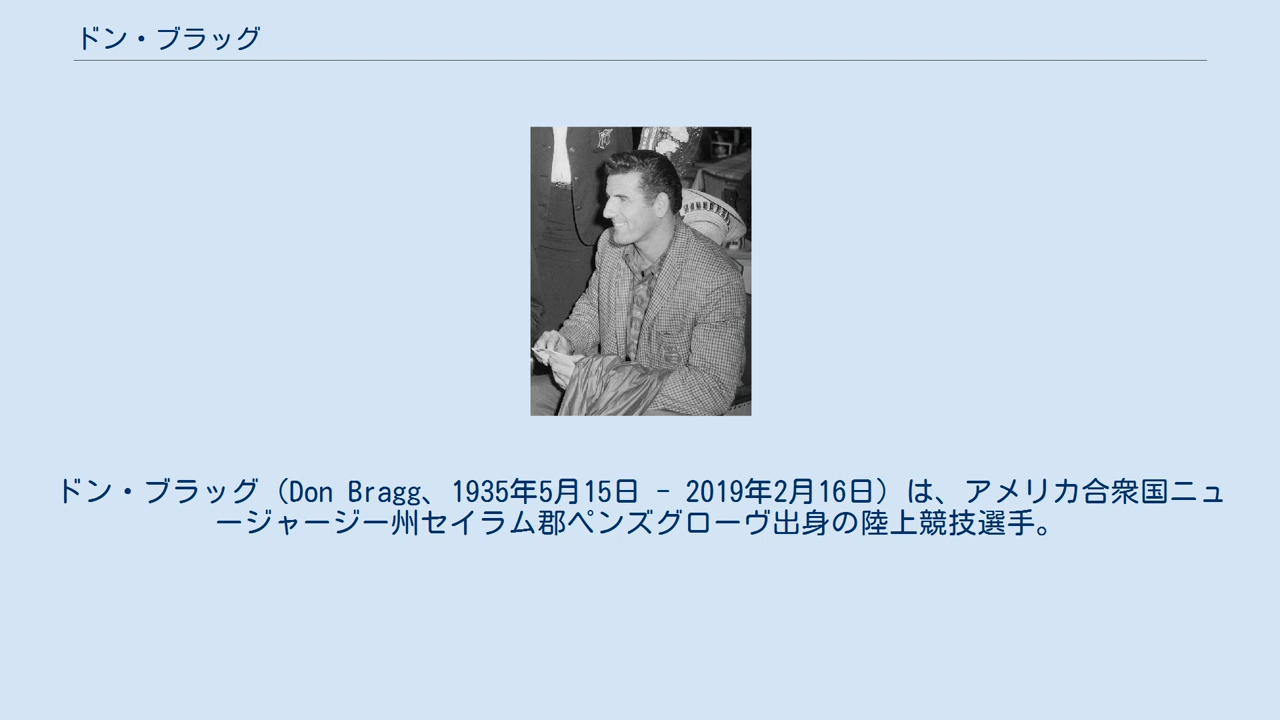 ドン・ブラッグ
ドン・ブラッグ（Don Bragg、1935年5月15日 - 2019年2月16日）は、アメリカ合衆国ニュ
ージャージー州セイラム郡ペンズグローヴ出身の陸上競技選手。